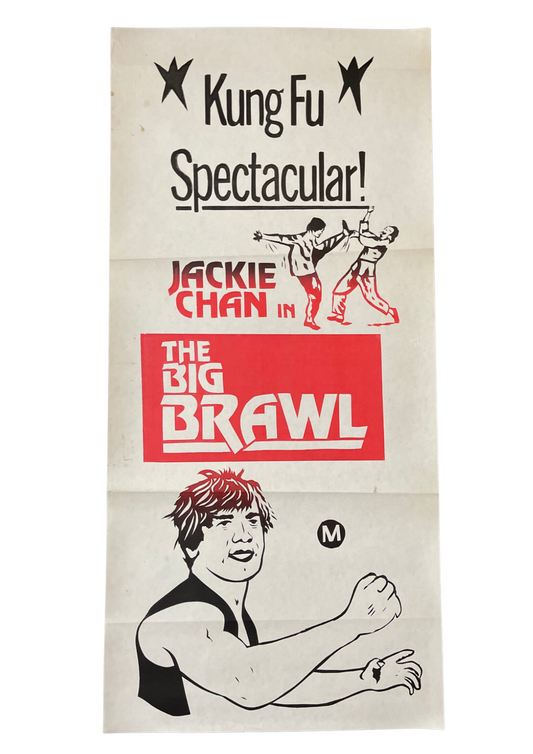 Kung Fu
Spectacular!
JACKIE
CHAN IN
THE
BIG
BRAWL
M